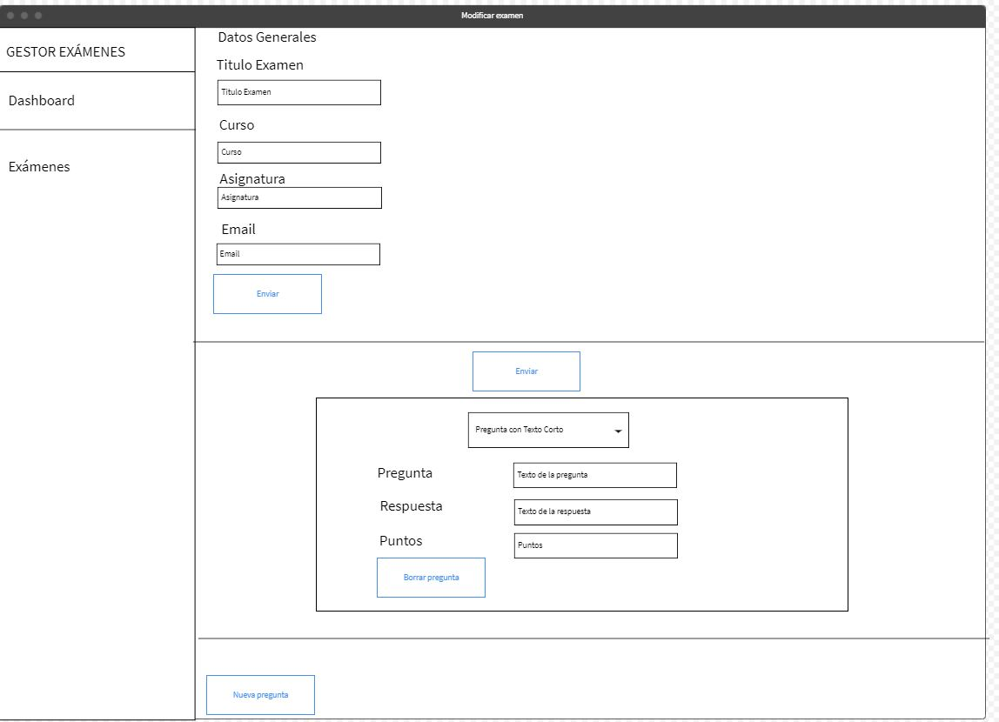 Modificar examen
GESTOR EXÁMENES
Dashboard
Exámenes
Datos Generales
Titulo Examen
Titulo Examen
Curso
Curso
Asignatura
Asignatura
Email
Email
Enviar
Enviar
Pregunta con Texto Corto
Pregunta
Texto de la pregunta
Respuesta
Texto de la respuesta
Puntos
Puntos
Borrar pregunta
Nueva pregunta